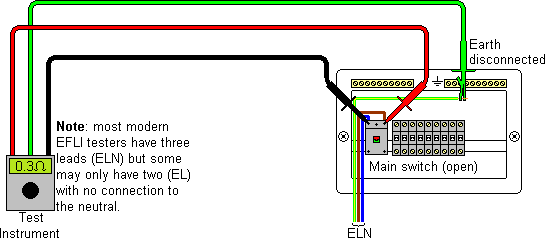 Earth
disconnected
Note: most modern
EFLI testers have three
leads (ELN) but some
may only have two (EL)
with no connection to
the neutral.
0.3Ω
Main switch (open)
Test
Instrument
ELN